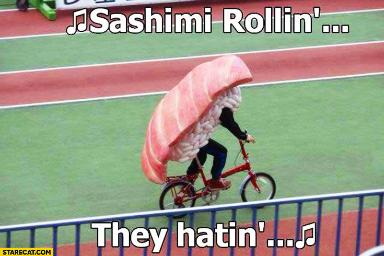 ♫Sashimi Rollin'...
They hatin'...♫
STARECAT.COM